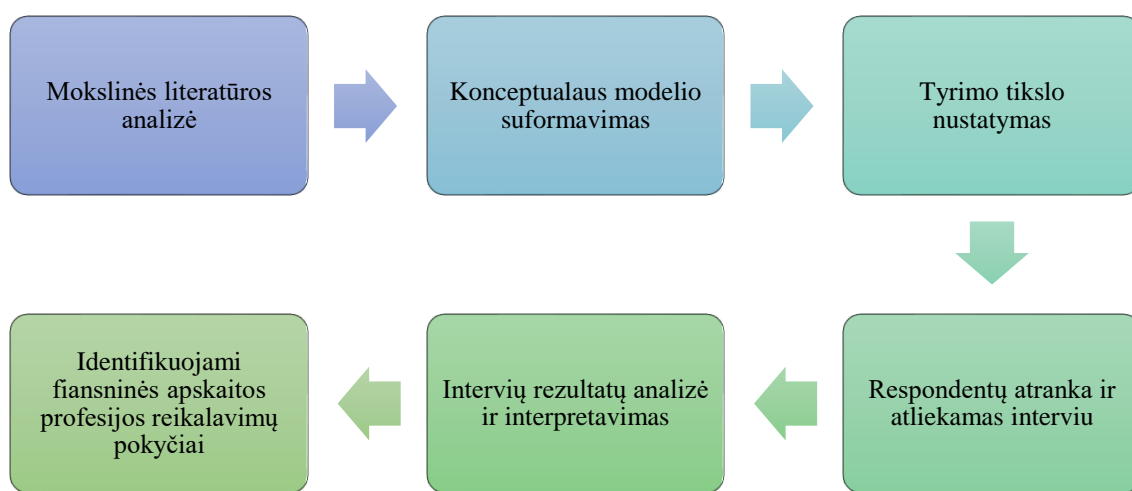 Mokslinės literatūros
analizė
Konceptualaus modelio
suformavimas
Tyrimo tikslo
nustatymas
Respondentų atranka ir
atliekamas interviu
Intervių rezultatų analizė
ir interpretavimas
Identifikuojami
fiansninės apskaitos
profesijos reikalavimų
pokyčiai